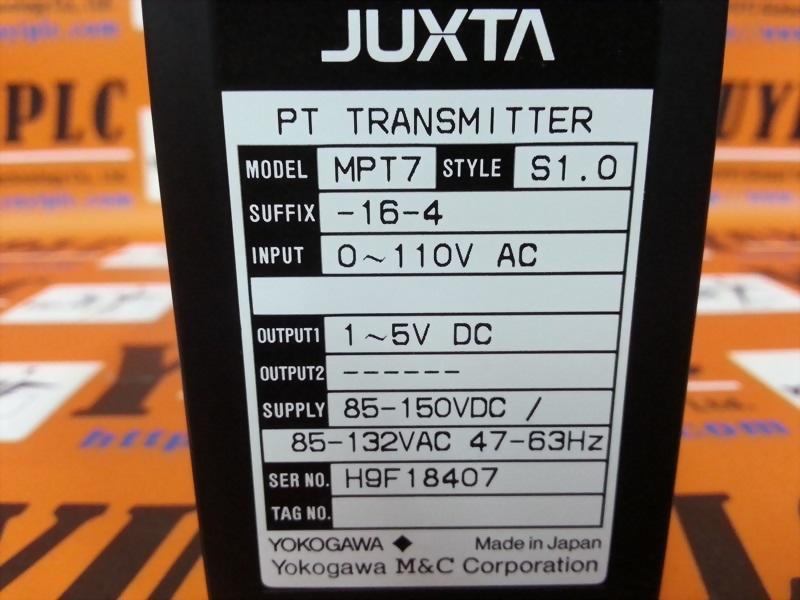 JUXTA
PT TRANSMITTER
MODEL MPT7 STYLE S1.0
SUFFIX -16-4
INPUT 0~110V AC
OUTPUT1 1~5V DC
OUTPUT2 ------
SUPPLY 85-150VDC /
85-132VAC 47-63Hz
SER NO. H9F18407
TAG NO.
YOKOGAWA ◆ Made in Japan
Yokogawa M&C Corporation
PLC